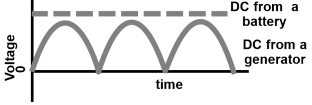 DC from a
battery
DC from a
generator
Voltage
0
time